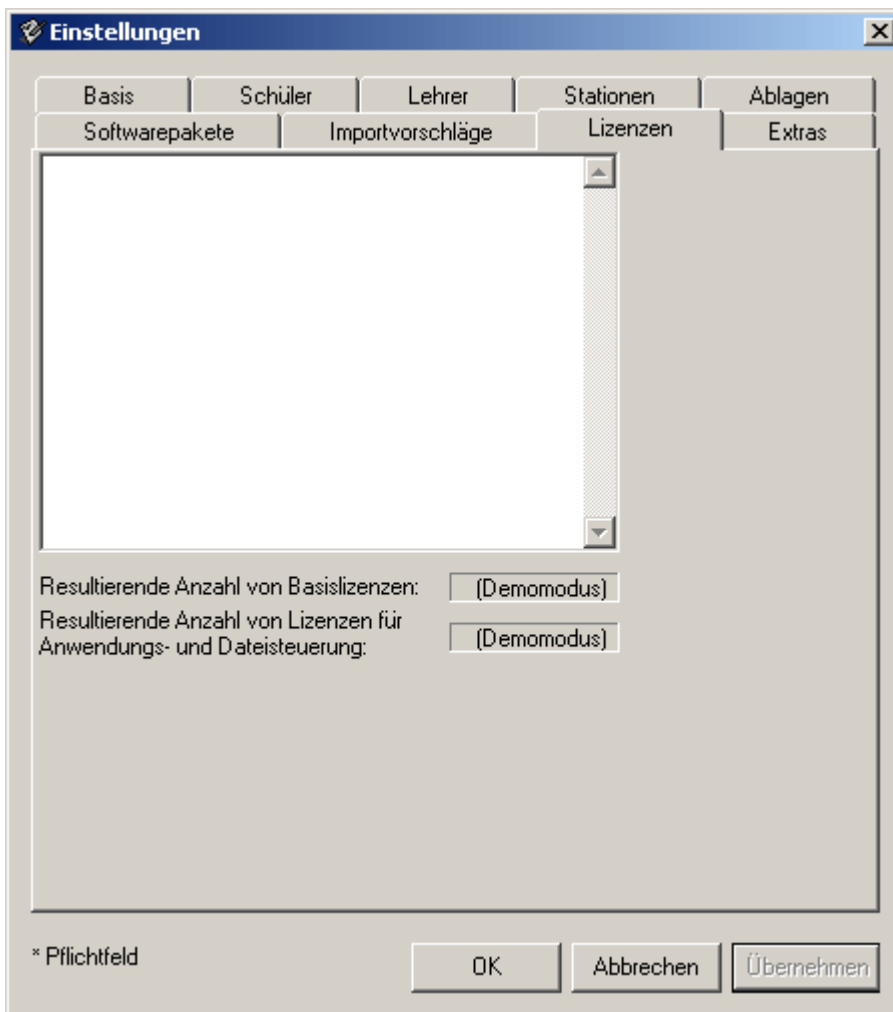 Einstellungen
Basis Schüler Lehrer Stationen Ablagen
Softwarepakete Importvorschläge Lizenzen Extras
Resultierende Anzahl von Basislizenzen: (Demomodus)
Resultierende Anzahl von Lizenzen für
Anwendungs- und Dateisteuerung: (Demomodus)
* Pflichtfeld OK Abbrechen Übernehmen